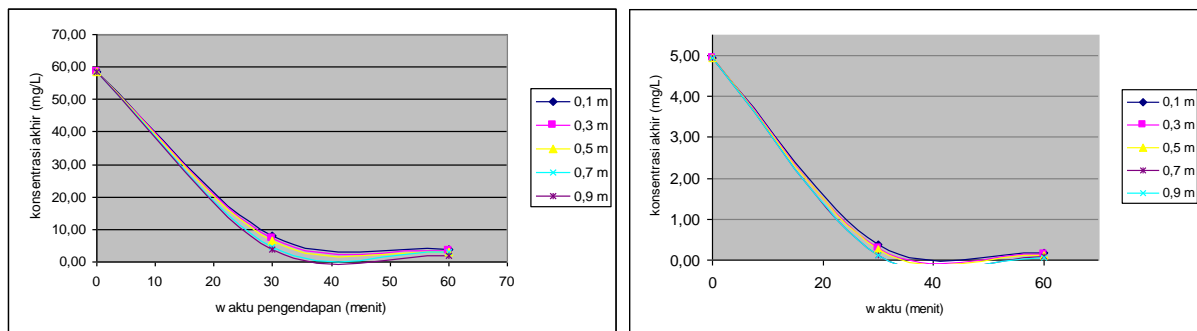 70,00
60,00
50,00
40,00
30,00
20,00
10,00
0,00
konsentrasi akhir (mg/L)
0 10 20 30 40 50 60 70
w aktu pengendapan (menit)
0,1 m
0,3 m
0,5 m
0,7 m
0,9 m
5,00
4,00
3,00
2,00
1,00
0,00
konsentrasi akhir (mg/L)
0 20 40 60
w aktu (menit)
0,1 m
0,3 m
0,5 m
0,7 m
0,9 m